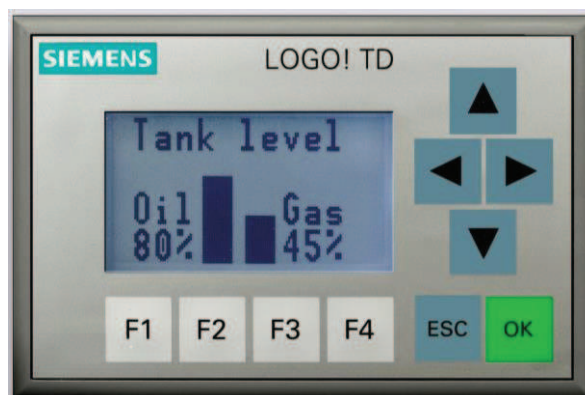 SIEMENS LOGO! TD
Tank level
Oil Gas
80% 45%
F1 F2 F3 F4 ESC OK